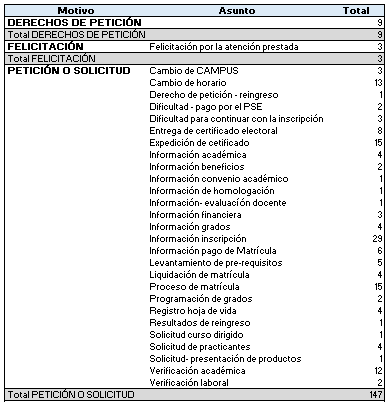 Motivo Asunto Total
DERECHOS DE PETICIÓN 9
Total DERECHOS DE PETICIÓN 9
FELICITACIÓN Felicitación por la atención prestada 3
Total FELICITACIÓN 3
PETICIÓN O SOLICITUD Cambio de CAMPUS 3
Cambio de horario 13
Derecho de petición - reingreso 1
Dificultad - pago por el PSE 2
Dificultad para continuar con la inscripción 3
Entrega de certificado electoral 8
Expedición de cetificado 15
Información académica 4
Información beneficios 2
Información convenio académico 1
Información de homologación 1
Información- evaluación docente 1
Información financiera 3
Información grados 4
Información inscripción 29
Información pago de Matrícula 6
Levantamiento de pre-requisitos 5
Liquidación de matrícula 4
Proceso de matrícula 15
Programación de grados 2
Registro hoja de vida 4
Resultados de reingreso 1
Solicitud curso dirigido 1
Solicitud de practicantes 4
Solicitud- presentación de productos 1
Verificación académica 12
Verificación laboral 2
Total PETICIÓN O SOLICITUD 147